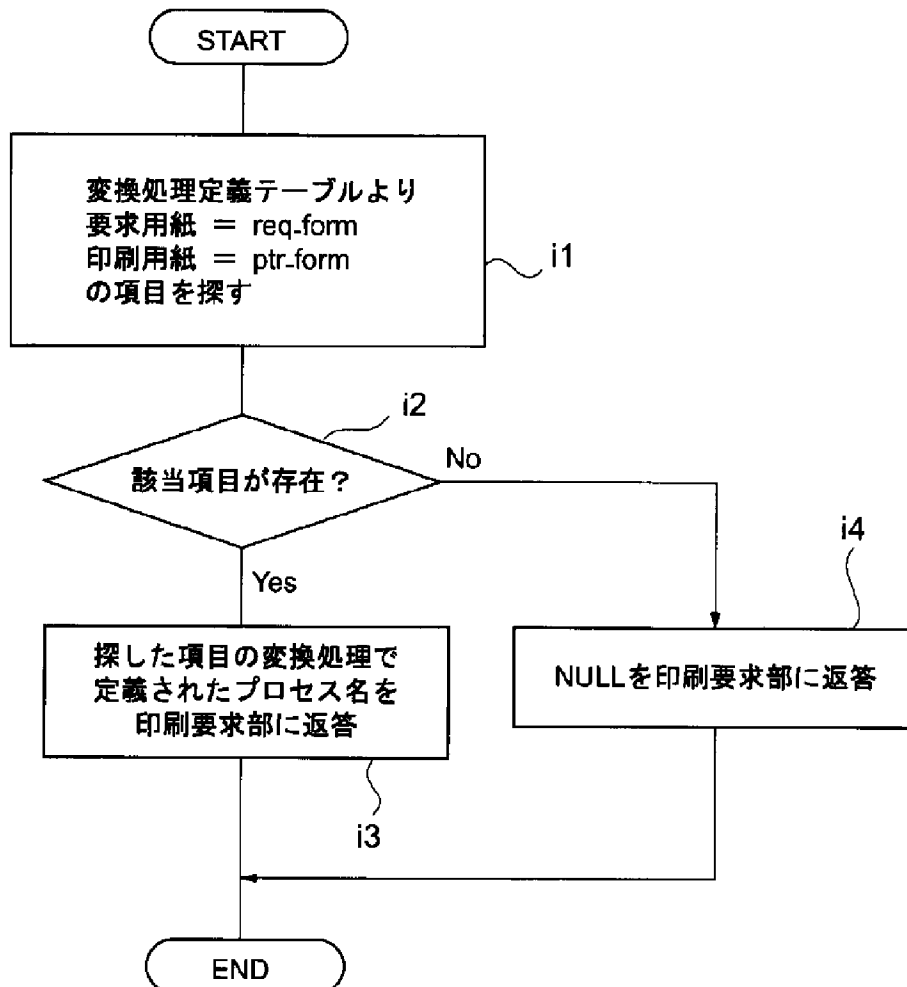 START
変換処理定義テーブルより
要求用紙 = req-form
印刷用紙 = ptr-form
の項目を探す
i1
i2
該当項目が存在?
No
Yes
i4
探した項目の変換処理で
定義されたプロセス名を
印刷要求部に返答
NULLを印刷要求部に返答
i3
END